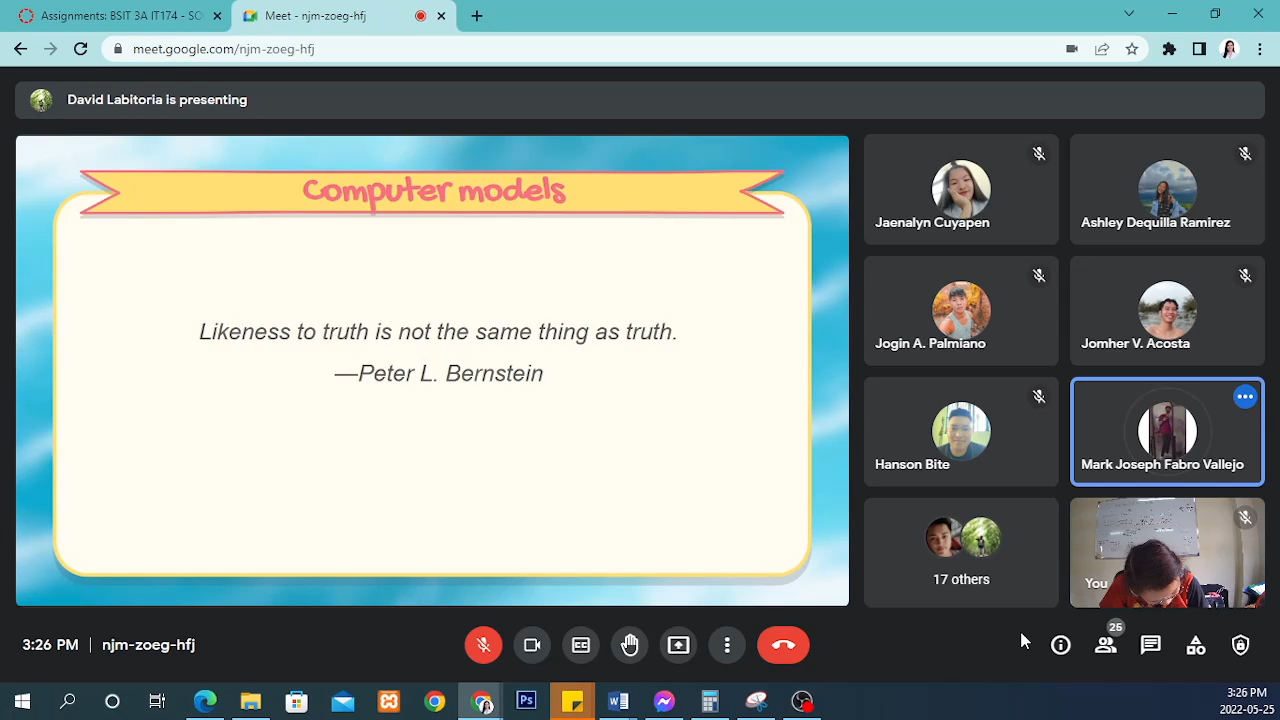 Assignments: BSIT 3A IT174 - SO
Meet - njm-zoeg-hfj
meet.google.com/njm-zoeg-hfj
David Labitoria is presenting
Computer models
Likeness to truth is not the same thing as truth.
—Peter L. Bernstein
Jaenalyn Cuyapen
Ashley Dequilla Ramirez
Jogin A. Palmiano
Jomher V. Acosta
Hanson Bite
Mark Joseph Fabro Vallejo
17 others
You
3:26 PM | njm-zoeg-hfj
25
Ps
3:26 PM
2022-05-25